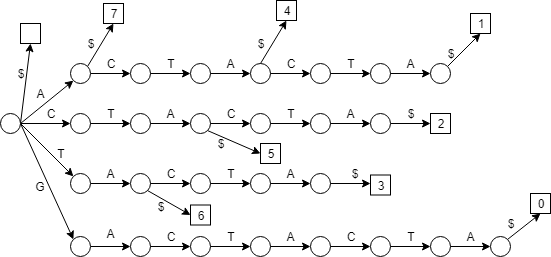 7 4 1
$ $ $
$ A C T A C T A
C T A C T A $ 2
$ 5
T A C T A $ 3
$ 6
G A C T A C T A $ 0